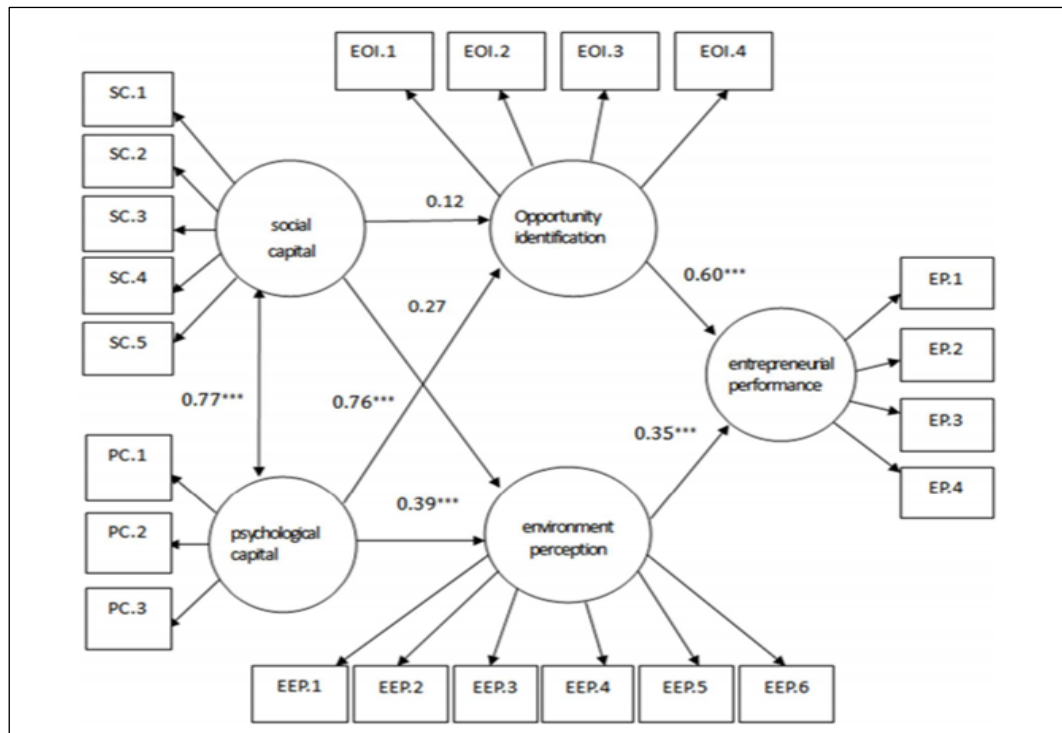 EOI.1
EOI.2
EOI.3
EOI.4
SC.1
SC.2
SC.3
SC.4
SC.5
social
capital
0.12
Opportunity
identification
0.60***
0.27
EP.1
EP.2
EP.3
EP.4
entrepreneurial
performance
0.77***
0.76***
0.35***
PC.1
PC.2
PC.3
psychological
capital
0.39***
environment
perception
EEP.1
EEP.2
EEP.3
EEP.4
EEP.5
EEP.6